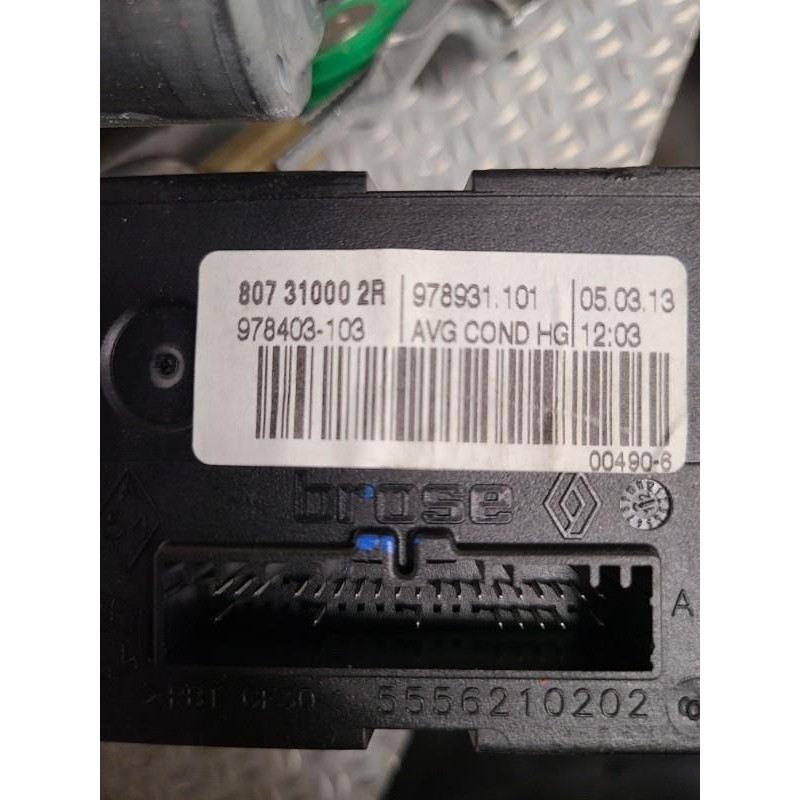 807 31000 2R 978931.101 05.03.13
978403-103 AVG COND HG 12:03
00490-6
brose
A
5556210202